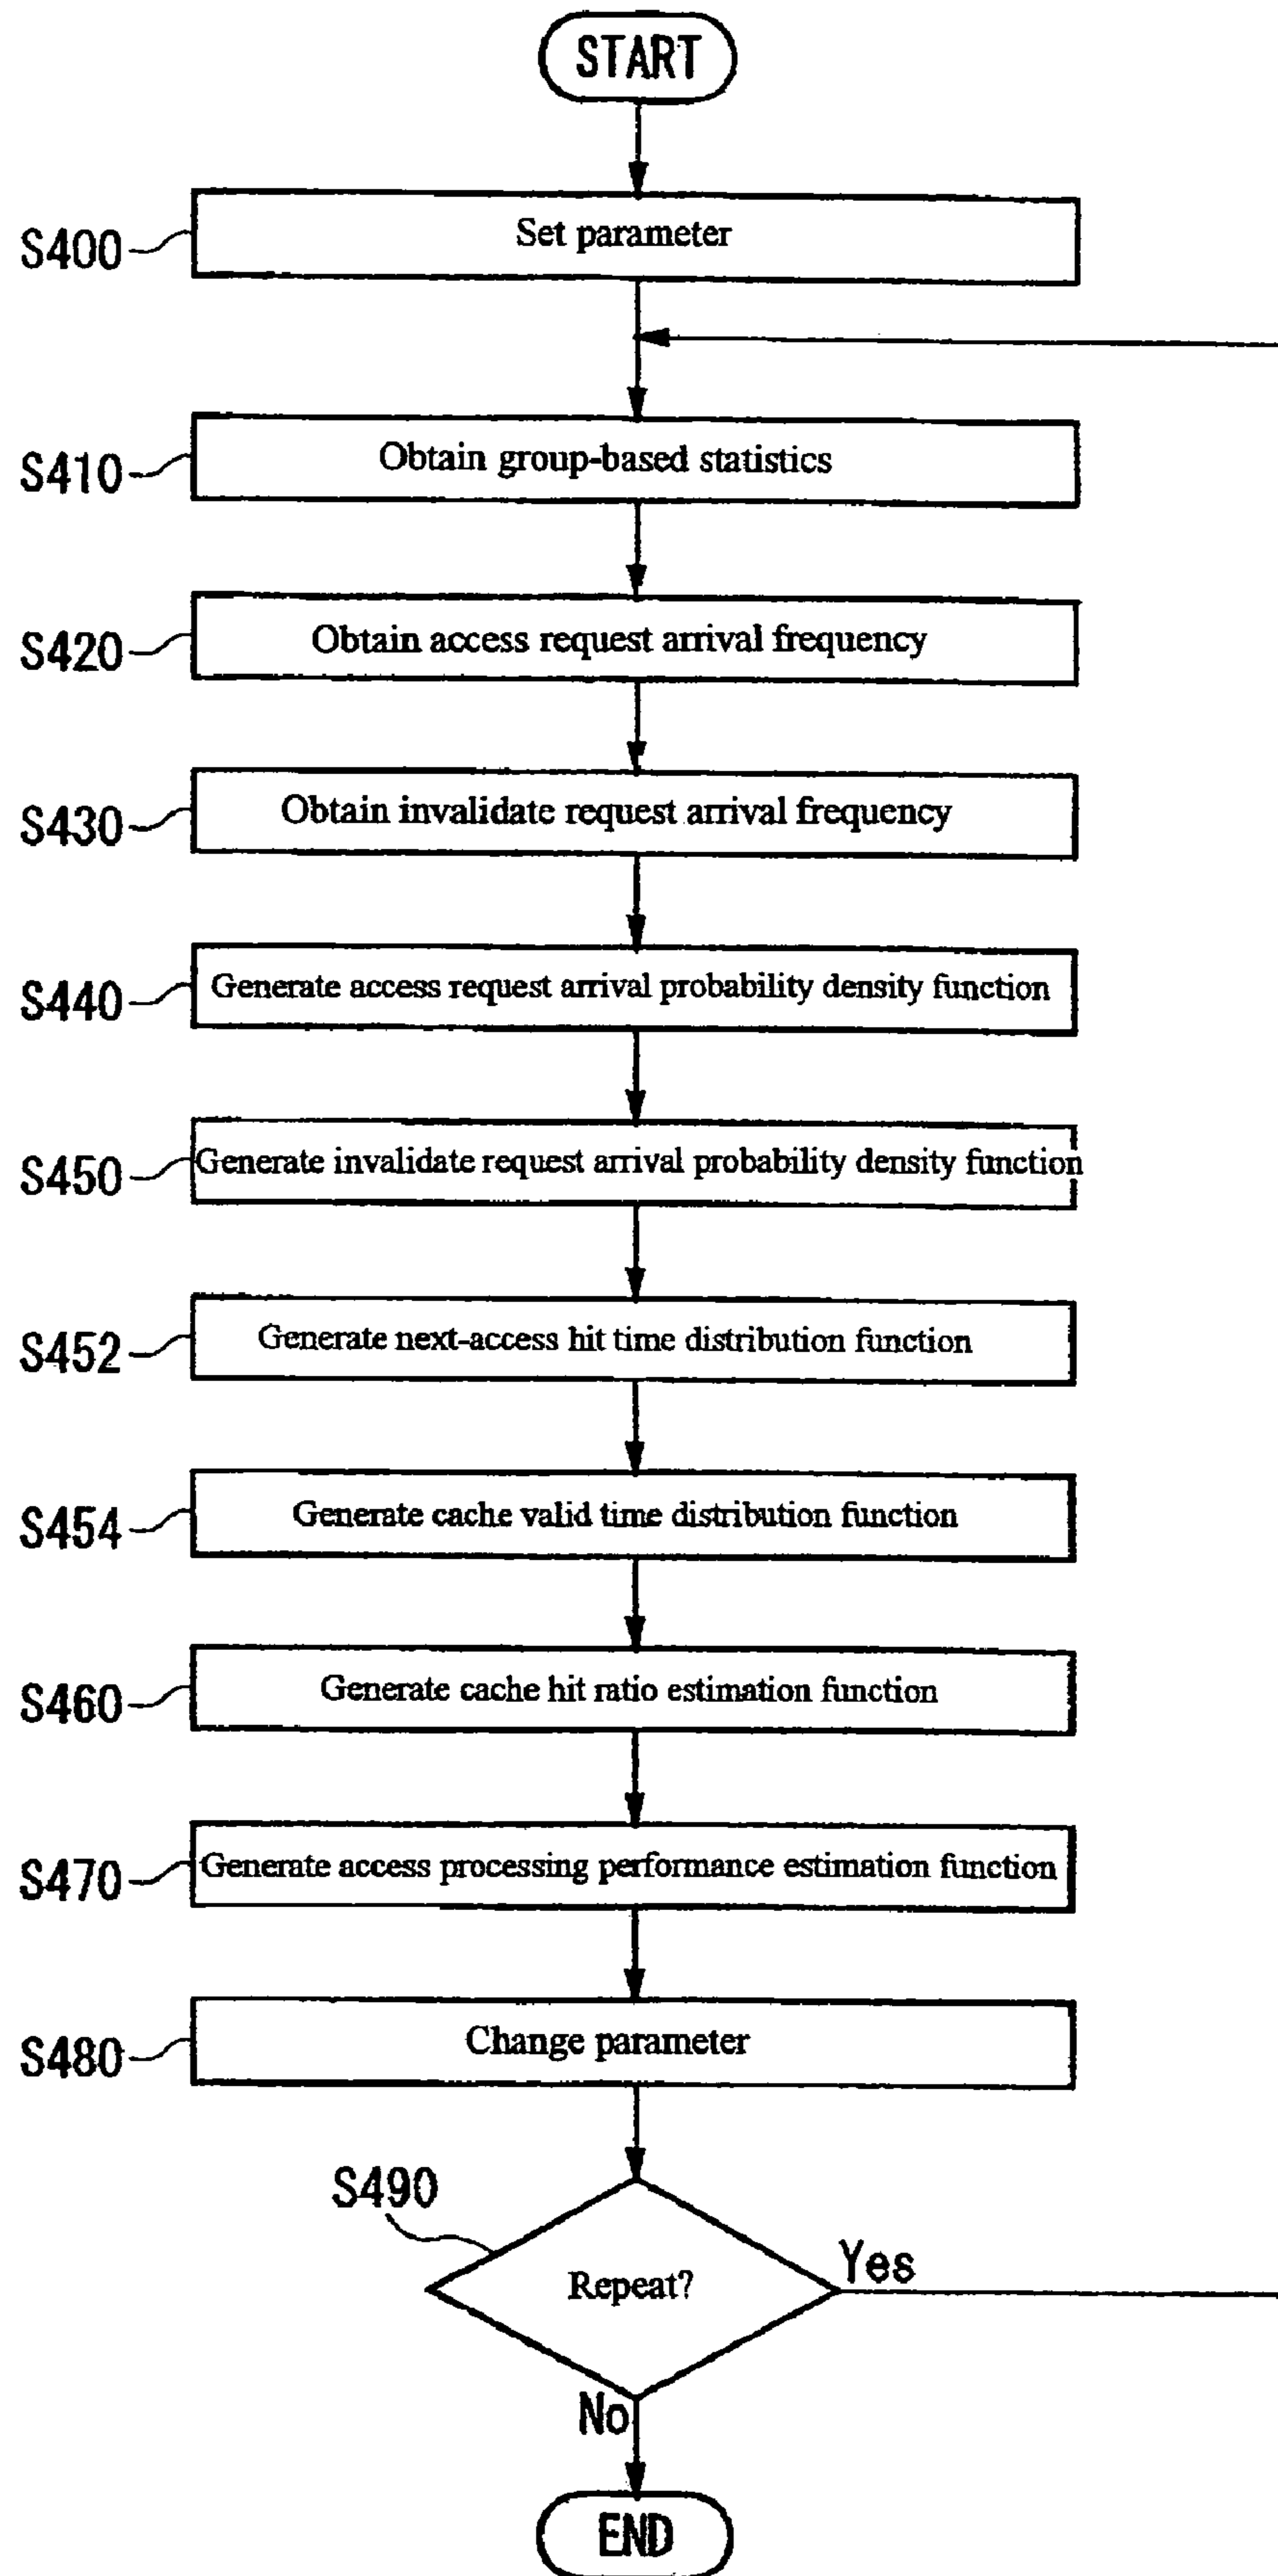 START
S400
Set parameter
S410
Obtain group-based statistics
S420
Obtain access request arrival frequency
S430
Obtain invalidate request arrival frequency
S440
Generate access request arrival probability density function
S450
Generate invalidate request arrival probability density function
S452
Generate next-access hit time distribution function
S454
Generate cache valid time distribution function
S460
Generate cache hit ratio estimation function
S470
Generate access processing performance estimation function
S480
Change parameter
S490
Repeat?
Yes
No
END